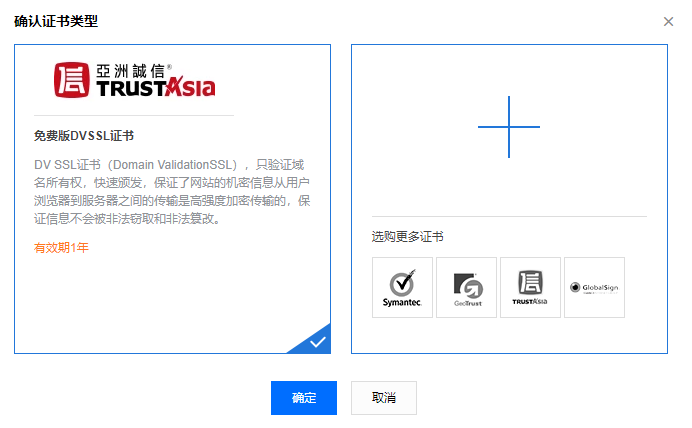 确认证书类型
亞洲誠信®
TRUSTASIA
免费版DVSSL证书
DV SSL证书（Domain ValidationSSL），只验证域
名所有权，快速颁发，保证了网站的机密信息从用户
浏览器到服务器之间的传输是高强度加密传输的，保
证信息不会被非法窃取和非法篡改。
有效期1年
选购更多证书
Symantec.
GeoTrust
TRUSTASIA
GlobalSign
确定
取消